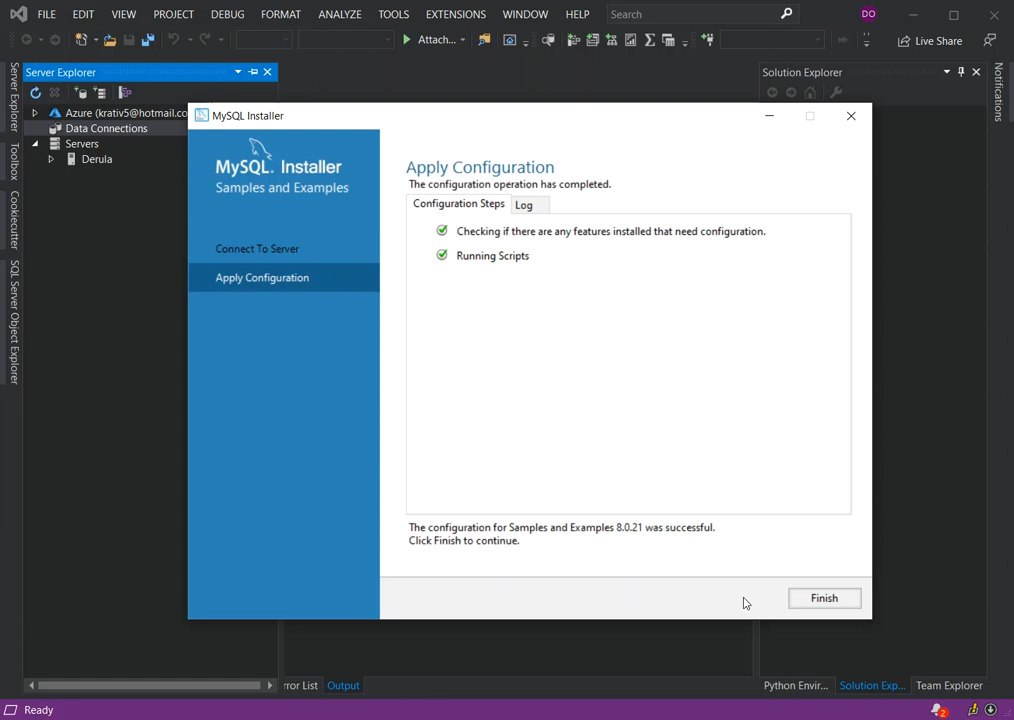 FILE EDIT VIEW PROJECT DEBUG FORMAT ANALYZE TOOLS EXTENSIONS WINDOW HELP Search DO
Attach... Live Share
Server Explorer
Toolbox
Cookiecutter
SQL Server Object Explorer
Server Explorer
Azure (krativ5@hotmail.co
Data Connections
Servers
Derula
MySQL Installer
MySQL. Installer
Samples and Examples
Connect To Server
Apply Configuration
Apply Configuration
The configuration operation has completed.
Configuration Steps Log
Checking if there are any features installed that need configuration.
Running Scripts
The configuration for Samples and Examples 8.0.21 was successful.
Click Finish to continue.
Finish
Solution Explorer
Notifications
rror List Output
Python Envir... Solution Exp... Team Explorer
Ready 2